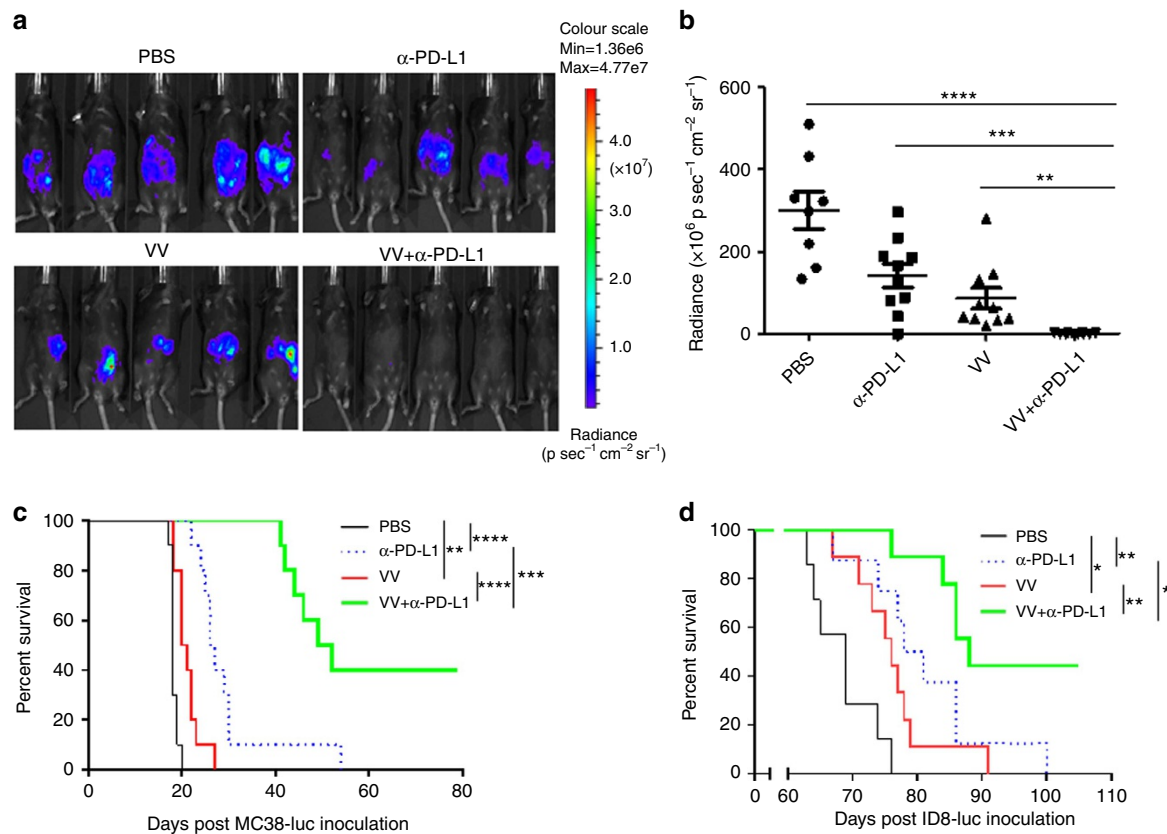 a
PBS
α-PD-L1
VV
VV+α-PD-L1
Colour scale
Min=1.36e6
Max=4.77e7
4.0
(×10⁷)
3.0
2.0
1.0
Radiance
(p sec⁻¹ cm⁻² sr⁻¹)
b
Radiance (×10⁶ p sec⁻¹ cm⁻² sr⁻¹)
600
400
200
0
****
***
**
PBS
α-PD-L1
VV
VV+α-PD-L1
c
Percent survival
100
80
60
40
20
0
0 20 40 60 80
Days post MC38-luc inoculation
PBS
α-PD-L1
VV
VV+α-PD-L1
**
****
****
***
d
Percent survival
100
80
60
40
20
0
0 60 70 80 90 100 110
Days post ID8-luc inoculation
PBS
α-PD-L1
VV
VV+α-PD-L1
*
**
**